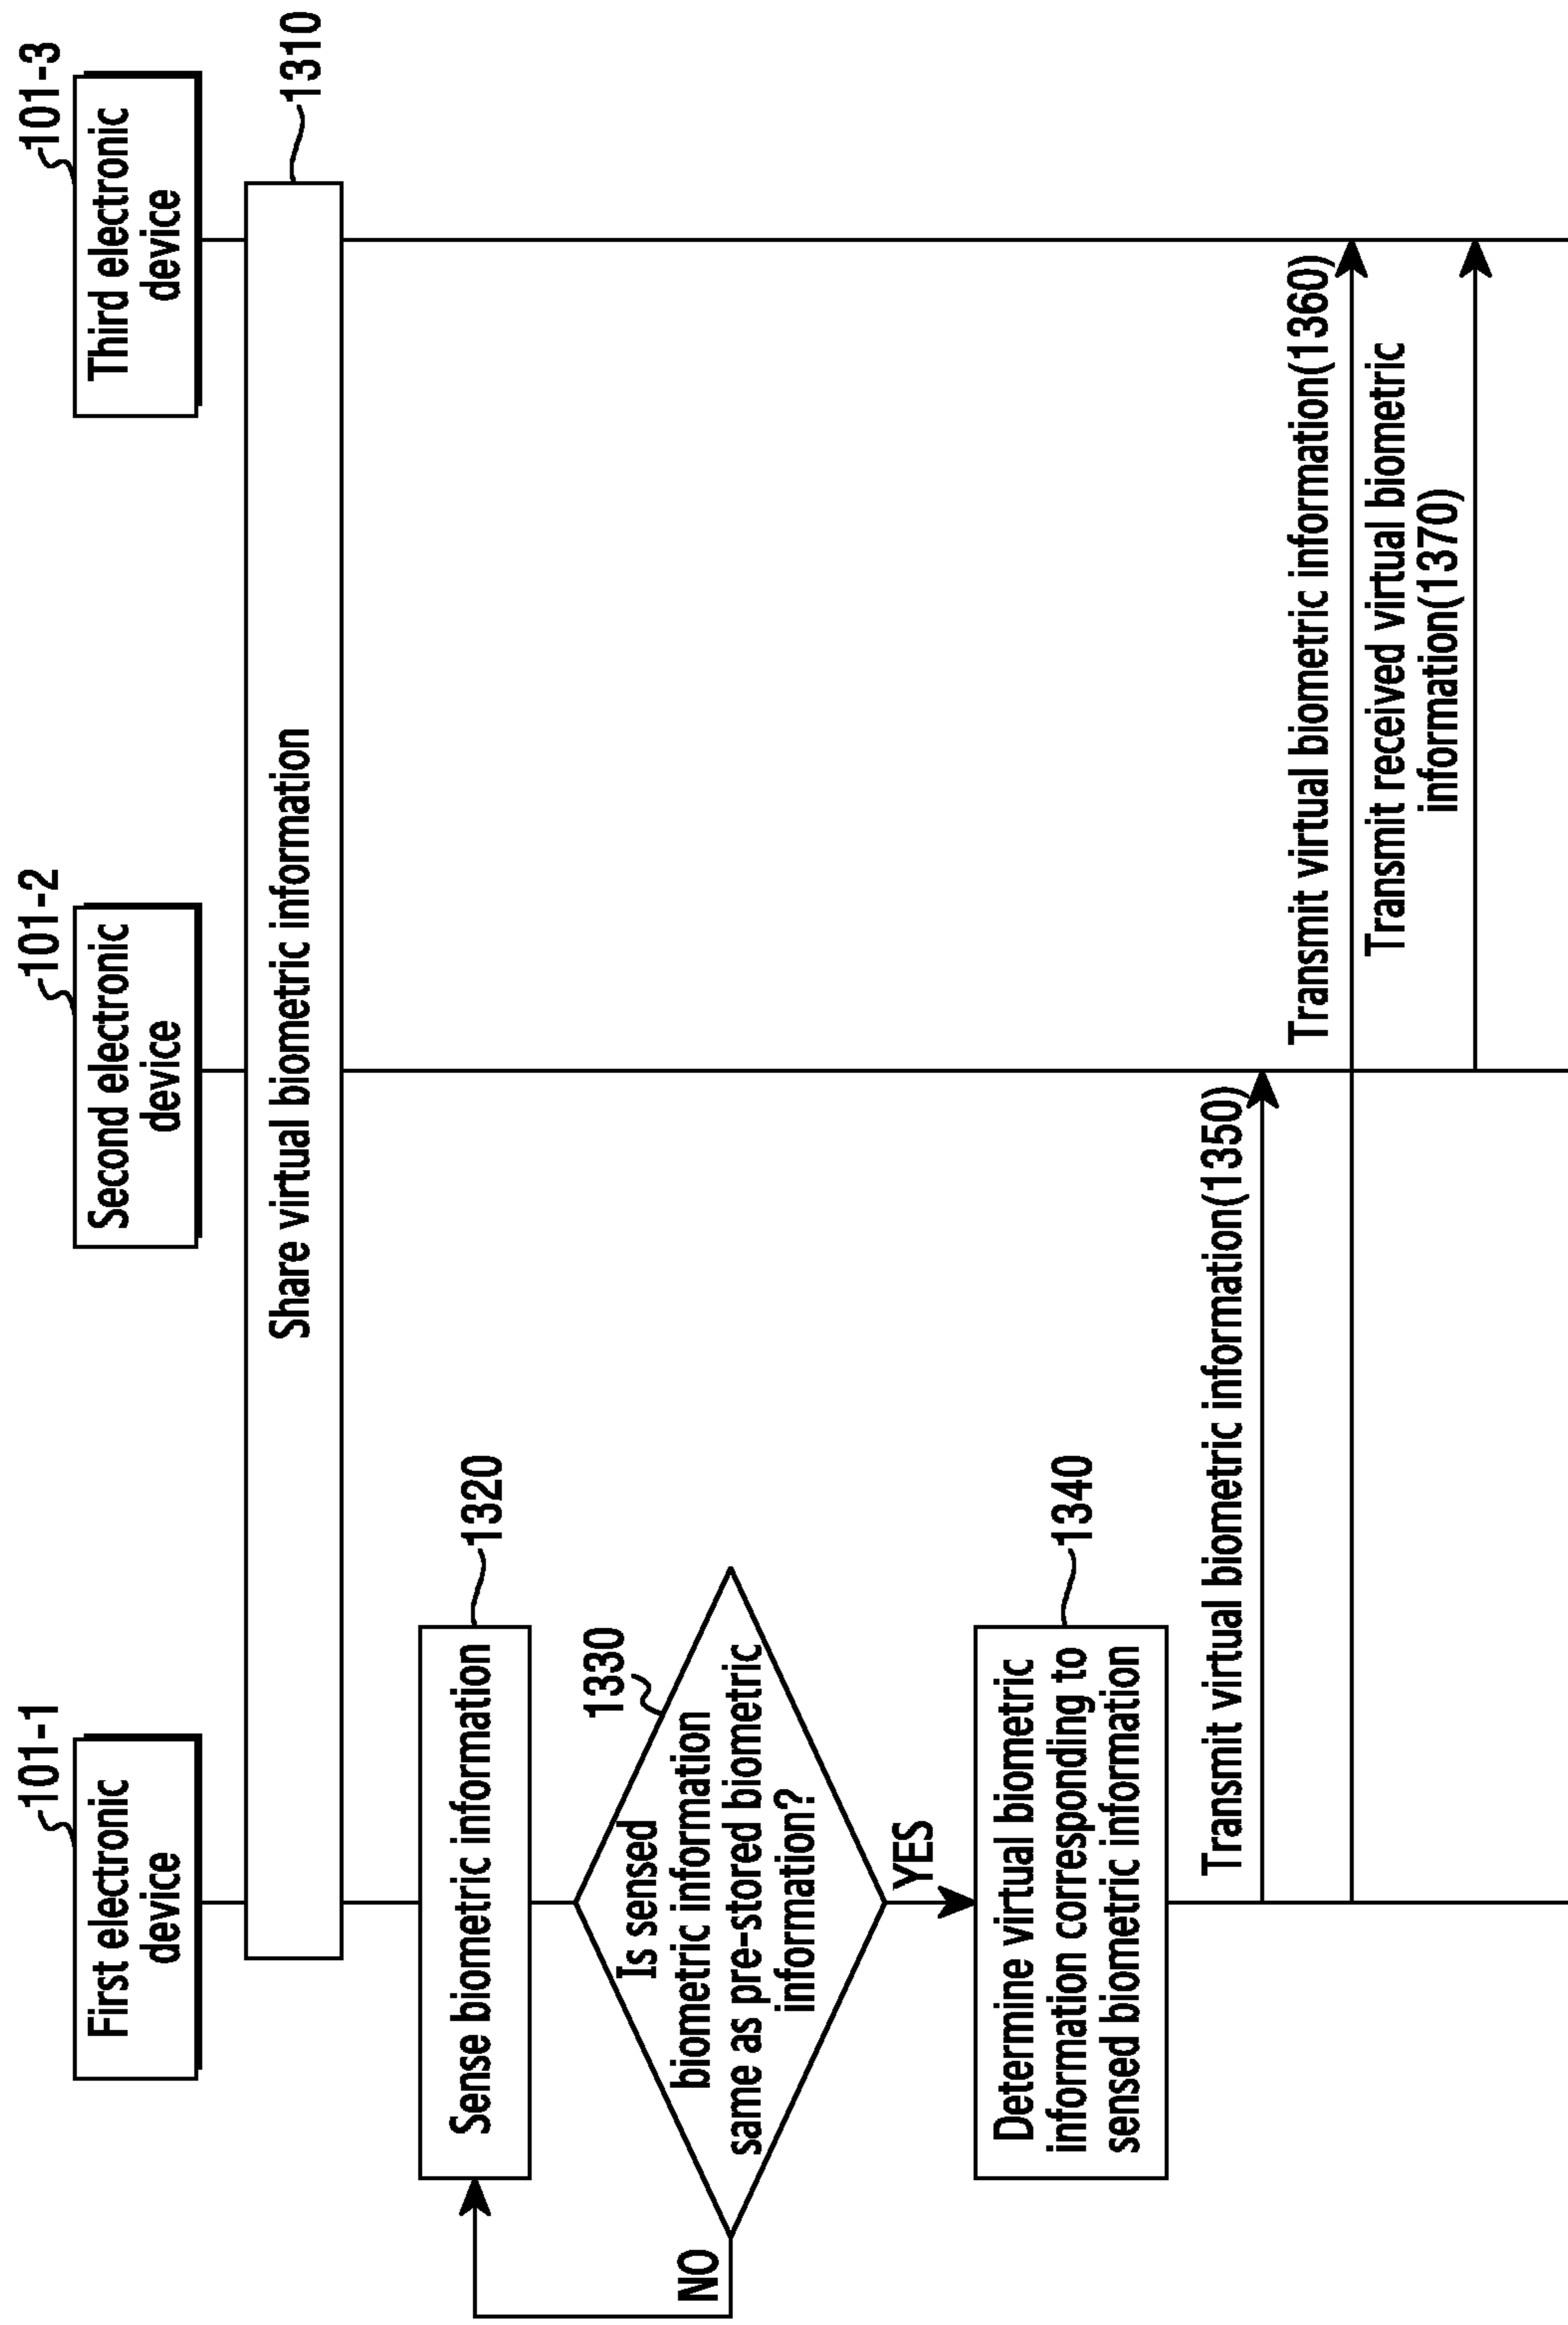 101-1
First electronic
device
101-2
Second electronic
device
101-3
Third electronic
device
Share virtual biometric information
1310
Sense biometric information
1320
1330
Is sensed
biometric information
same as pre-stored biometric
information?
NO
YES
Determine virtual biometric
information corresponding to
sensed biometric information
1340
Transmit virtual biometric information(1350)
Transmit virtual biometric information(1360)
Transmit received virtual biometric
information(1370)